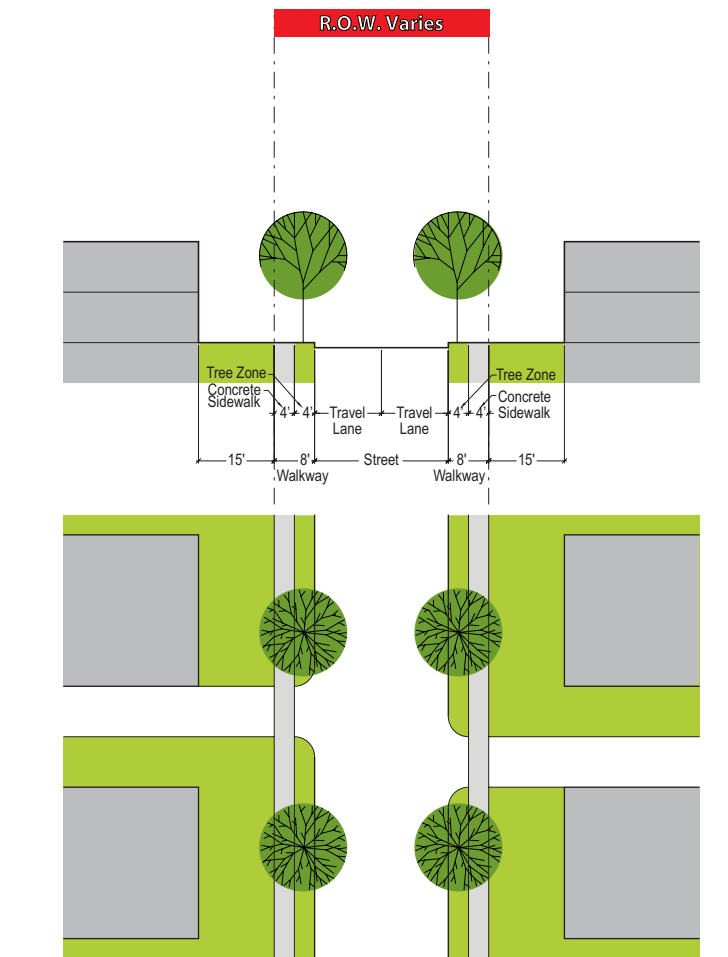 R.O.W. Varies
Tree Zone
Concrete
Sidewalk
4' 4' Travel
Lane
Travel
Lane
4' 4'
Tree Zone
Concrete
Sidewalk
15' 8' Street 8' 15'
Walkway Walkway